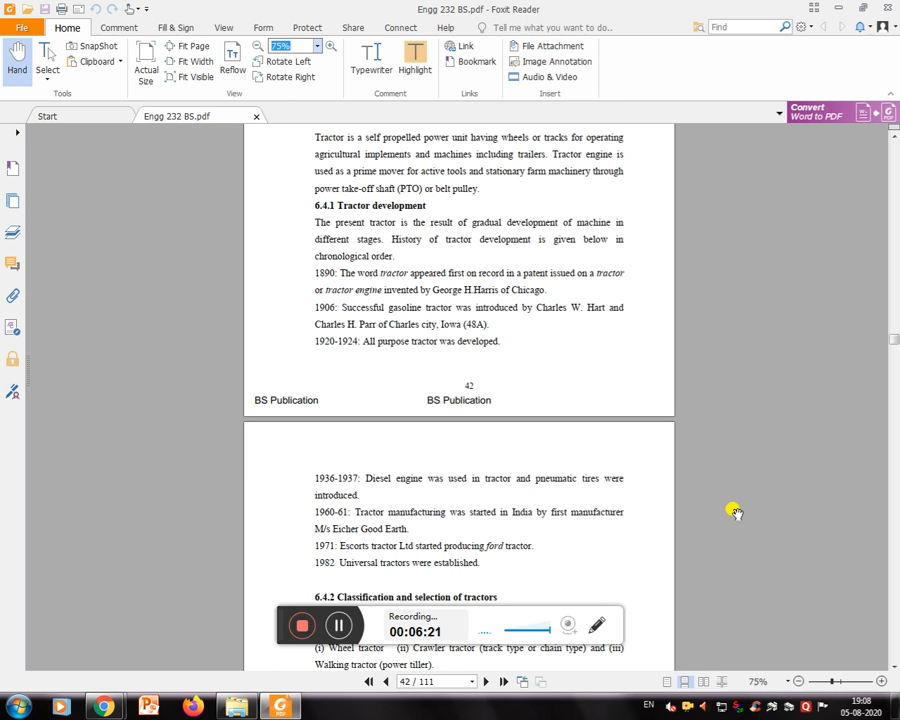 Engg 232 BS.pdf - Foxit Reader
File Home Comment Fill & Sign View Form Protect Share Connect Help Tell me what you want to do... Find
Hand Select SnapShot Clipboard Actual Size Fit Page Fit Width Fit Visible Reflow 75% Rotate Left Rotate Right Typewriter Highlight Link Bookmark File Attachment Image Annotation Audio & Video
Tools View Comment Links Insert
Start Engg 232 BS.pdf Convert Word to PDF
Tractor is a self propelled power unit having wheels or tracks for operating
agricultural implements and machines including trailers. Tractor engine is
used as a prime mover for active tools and stationary farm machinery through
power take-off shaft (PTO) or belt pulley.
6.4.1 Tractor development
The present tractor is the result of gradual development of machine in
different stages. History of tractor development is given below in
chronological order.
1890: The word tractor appeared first on record in a patent issued on a tractor
or tractor engine invented by George H.Harris of Chicago.
1906: Successful gasoline tractor was introduced by Charles W. Hart and
Charles H. Parr of Charles city, Iowa (48A).
1920-1924: All purpose tractor was developed.
42
BS Publication BS Publication
1936-1937: Diesel engine was used in tractor and pneumatic tires were
introduced.
1960-61: Tractor manufacturing was started in India by first manufacturer
M/s Eicher Good Earth.
1971: Escorts tractor Ltd started producing ford tractor.
1982 Universal tractors were established.
6.4.2 Classification and selection of tractors
Recording...
00:06:21
(i) Wheel tractor (ii) Crawler tractor (track type or chain type) and (iii)
Walking tractor (power tiller).
42 / 111 75%
EN 19:08
05-08-2020